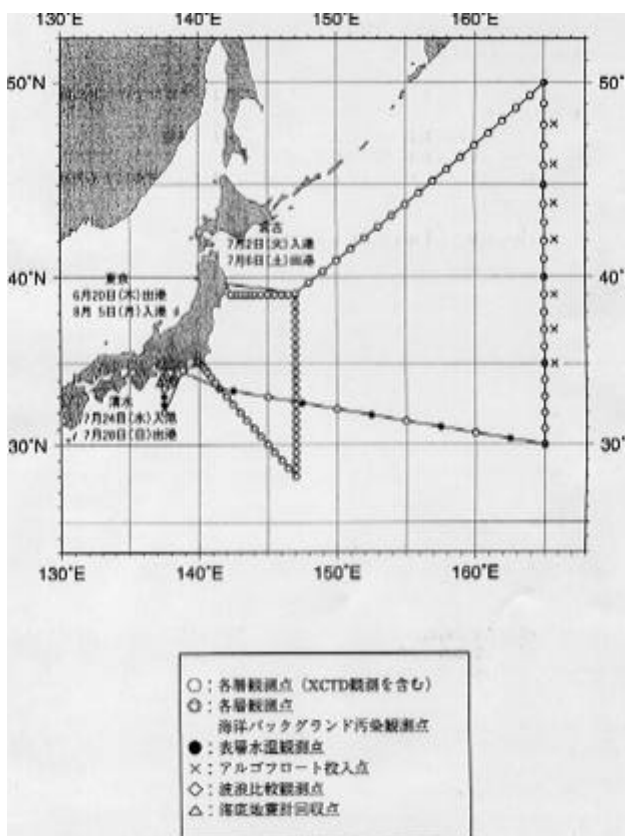 50°N
50°
宮古
7月2日(火)入港
7月6日(土)出港
40°N
40°
東京
6月20日(木)出港
8月 5日(月)入港
清水
7月24日(水)入港
7月28日(日)出港
30°N
30°
130°E
140°E
150°E
160°E
○：各層観測点（XCTD観測を含む）
◎：各層観測点
海洋バックグランド汚染観測点
●：表層水温観測点
×：アルゴフロート投入点
◇：波浪比較観測点
△：海底地震計回収点